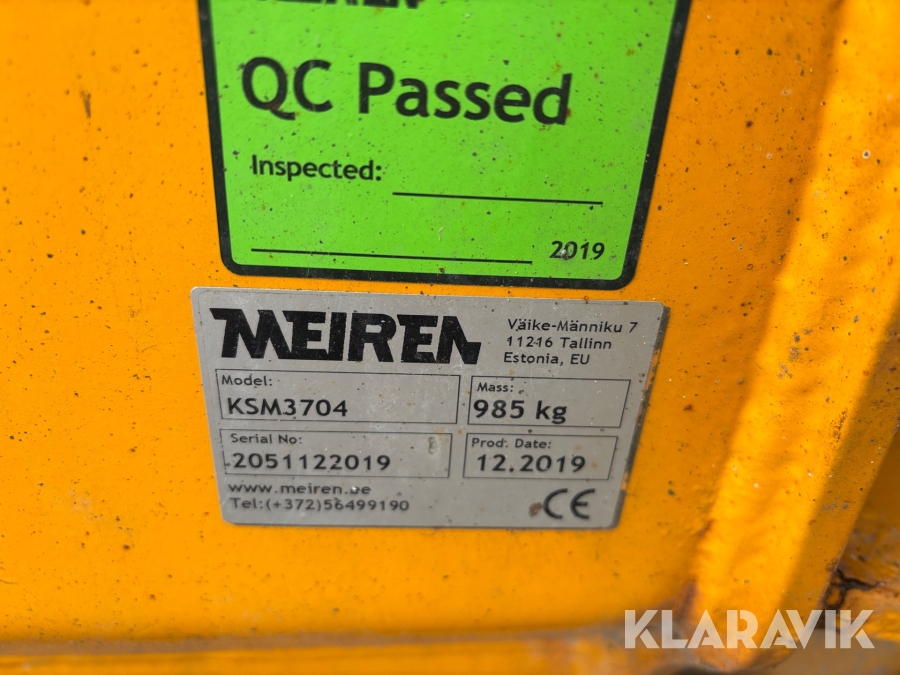 QC Passed
Inspected:
2019
MEIREN
Väike-Männiku 7
11216 Tallinn
Estonia, EU
Model:
KSM3704
Mass:
985 kg
Serial No:
2051122019
Prod. Date:
12.2019
www.meiren.ee
Tel:(+372)56499190
CE
KLARAVIK